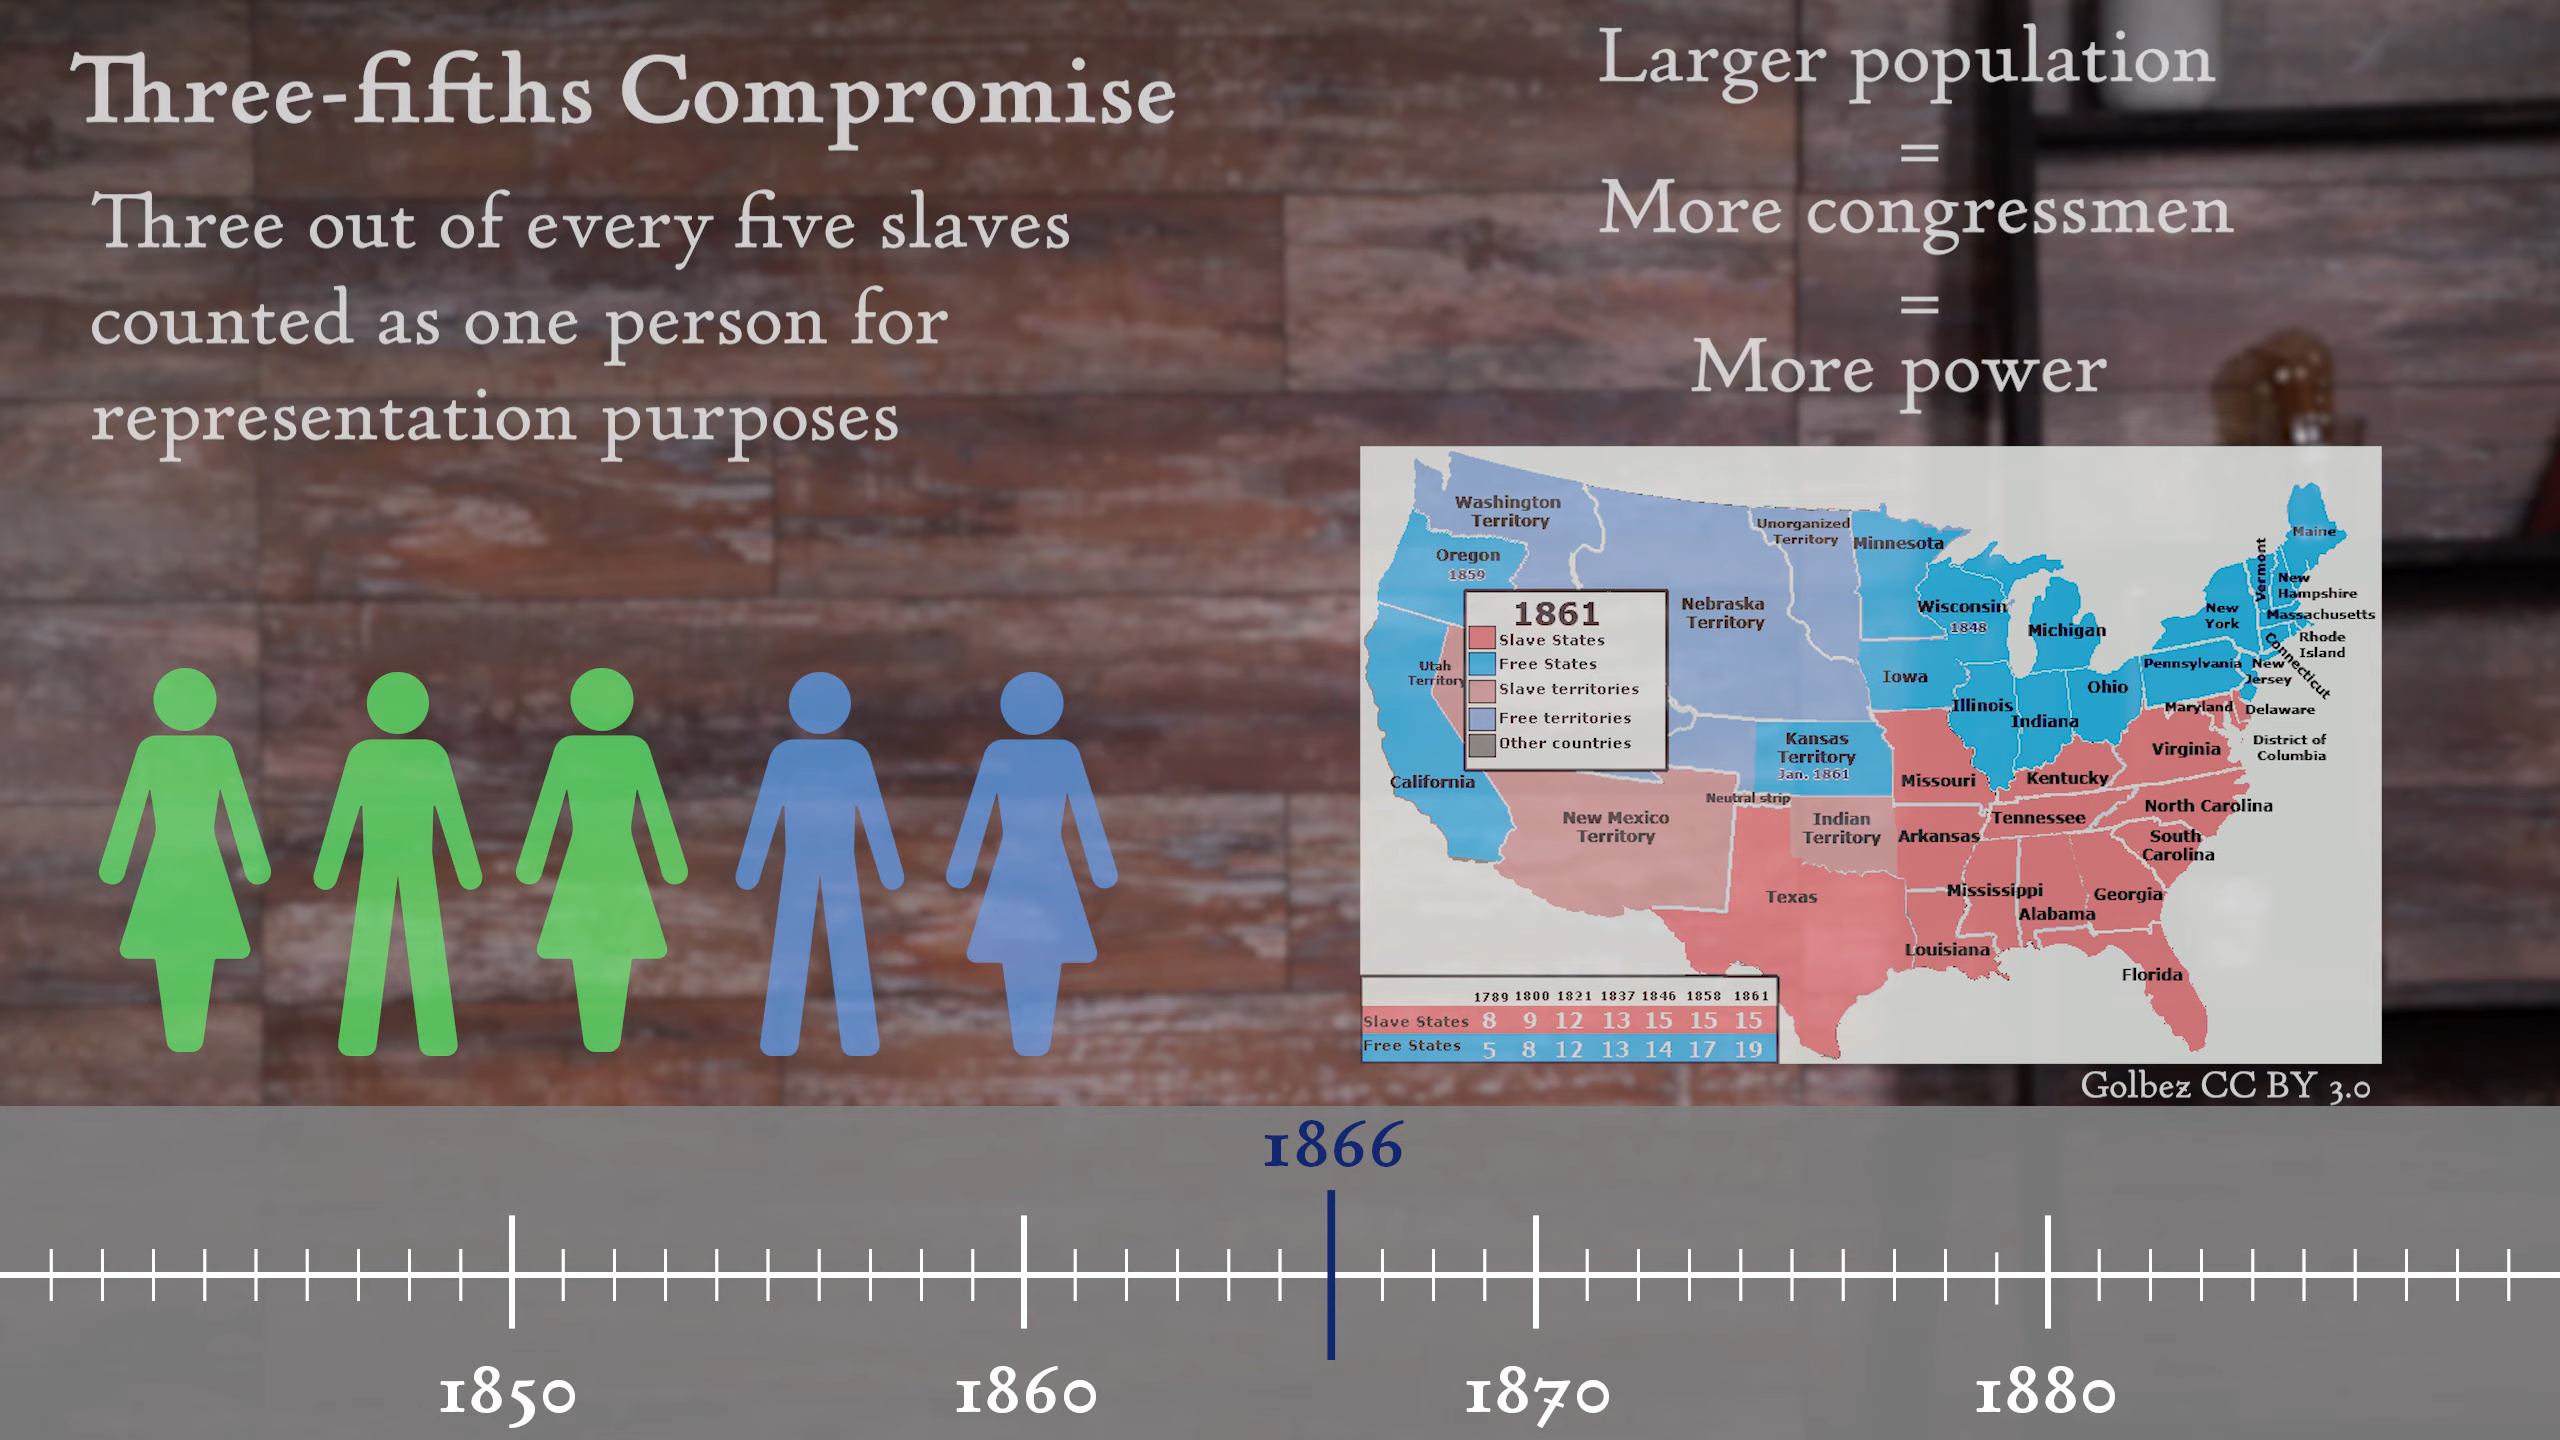 Three-fifths Compromise
Three out of every five slaves
counted as one person for
representation purposes
Larger population
=
More congressmen
=
More power
Washington
Territory
Oregon
1859
Unorganized
Territory
Minnesota
Nebraska
Territory
Wisconsin
1848
Michigan
Maine
Vermont
New
Hampshire
New
York
Massachusetts
Rhode
Island
Connecticut
Pennsylvania
New
Jersey
Utah
Territory
1861
Slave States
Free States
Slave territories
Free territories
Other countries
Iowa
Illinois
Indiana
Ohio
Maryland
Delaware
District of
Columbia
Virginia
Kansas
Territory
Jan. 1861
Missouri
Kentucky
California
Neutral strip
New Mexico
Territory
Indian
Territory
Arkansas
Tennessee
North Carolina
South
Carolina
Texas
Mississippi
Alabama
Georgia
Louisiana
Florida
1789 1800 1821 1837 1846 1858 1861
Slave States 8 9 12 13 15 15 15
Free States 5 8 12 13 14 17 19
Golbez CC BY 3.0
1866
1850 1860 1870 1880